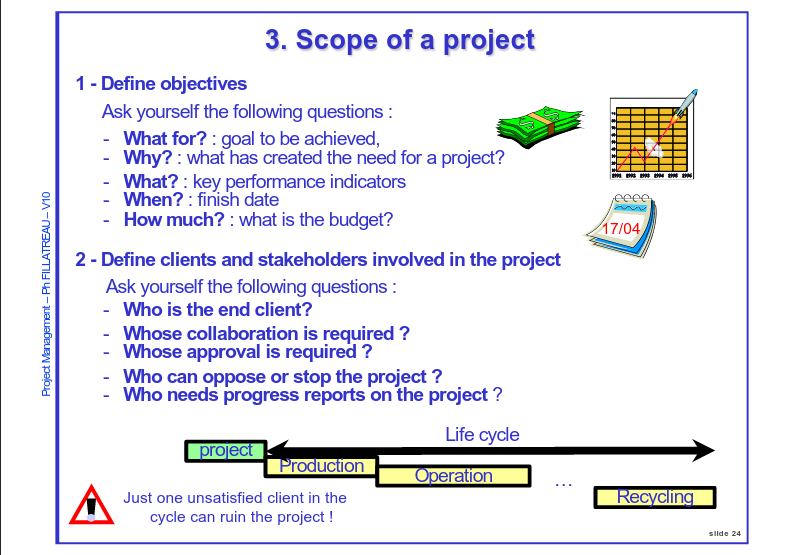 3. Scope of a project
1 - Define objectives
Ask yourself the following questions :
- What for? : goal to be achieved,
- Why? : what has created the need for a project?
- What? : key performance indicators
- When? : finish date
- How much? : what is the budget?
17/04
2 - Define clients and stakeholders involved in the project
Ask yourself the following questions :
- Who is the end client?
- Whose collaboration is required ?
- Whose approval is required ?
- Who can oppose or stop the project ?
- Who needs progress reports on the project ?
Life cycle
project
Production
Operation
...
Recycling
Just one unsatisfied client in the
cycle can ruin the project !
Project Management – Ph FILLATREAU – V10
slide 24